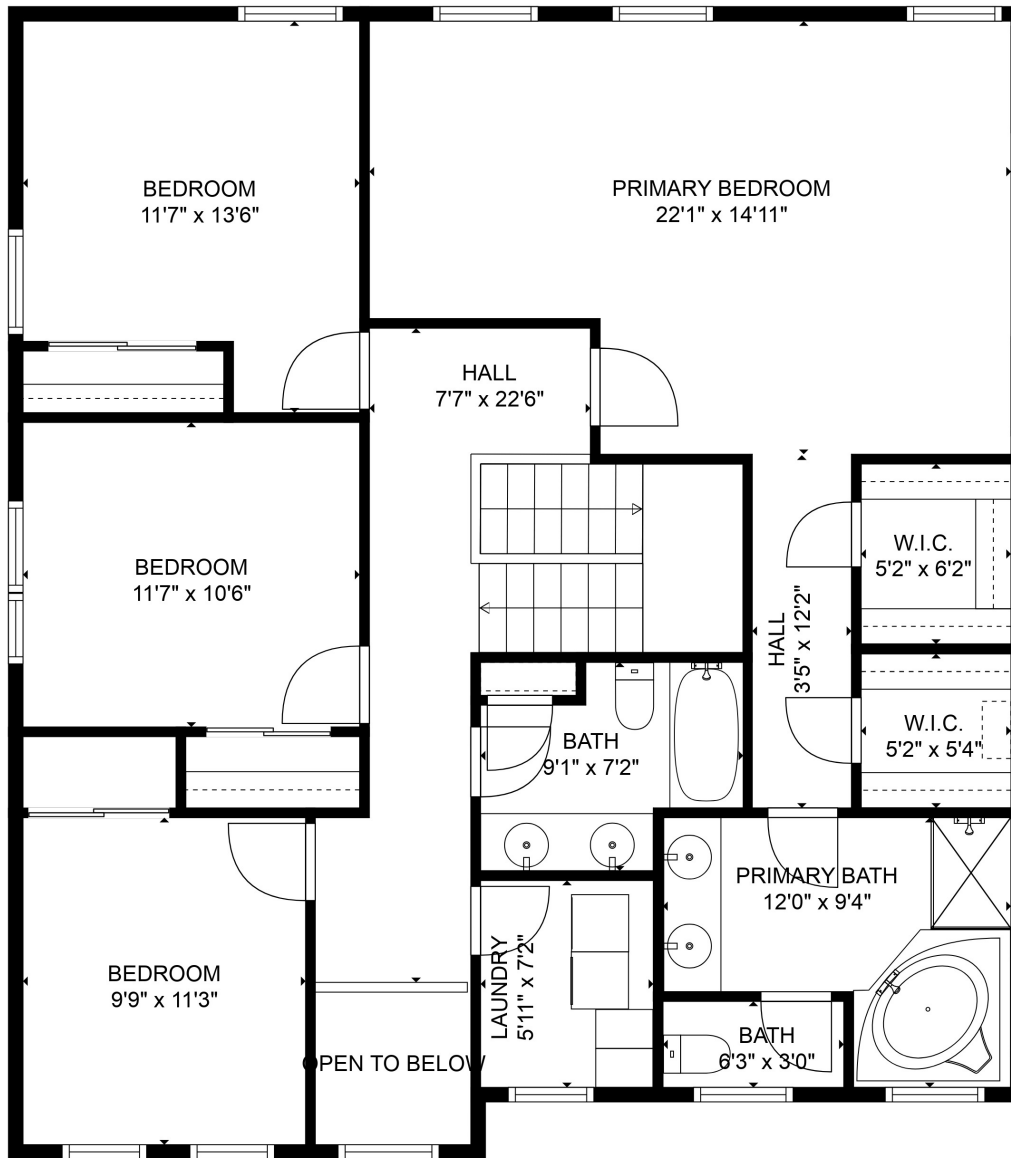 BEDROOM
11'7" x 13'6"
PRIMARY BEDROOM
22'1" x 14'11"
HALL
7'7" x 22'6"
BEDROOM
11'7" x 10'6"
W.I.C.
5'2" x 6'2"
HALL
3'5" x 12'2"
W.I.C.
5'2" x 5'4"
BATH
9'1" x 7'2"
PRIMARY BATH
12'0" x 9'4"
BEDROOM
9'9" x 11'3"
LAUNDRY
5'11" x 7'2"
BATH
6'3" x 3'0"
OPEN TO BELOW